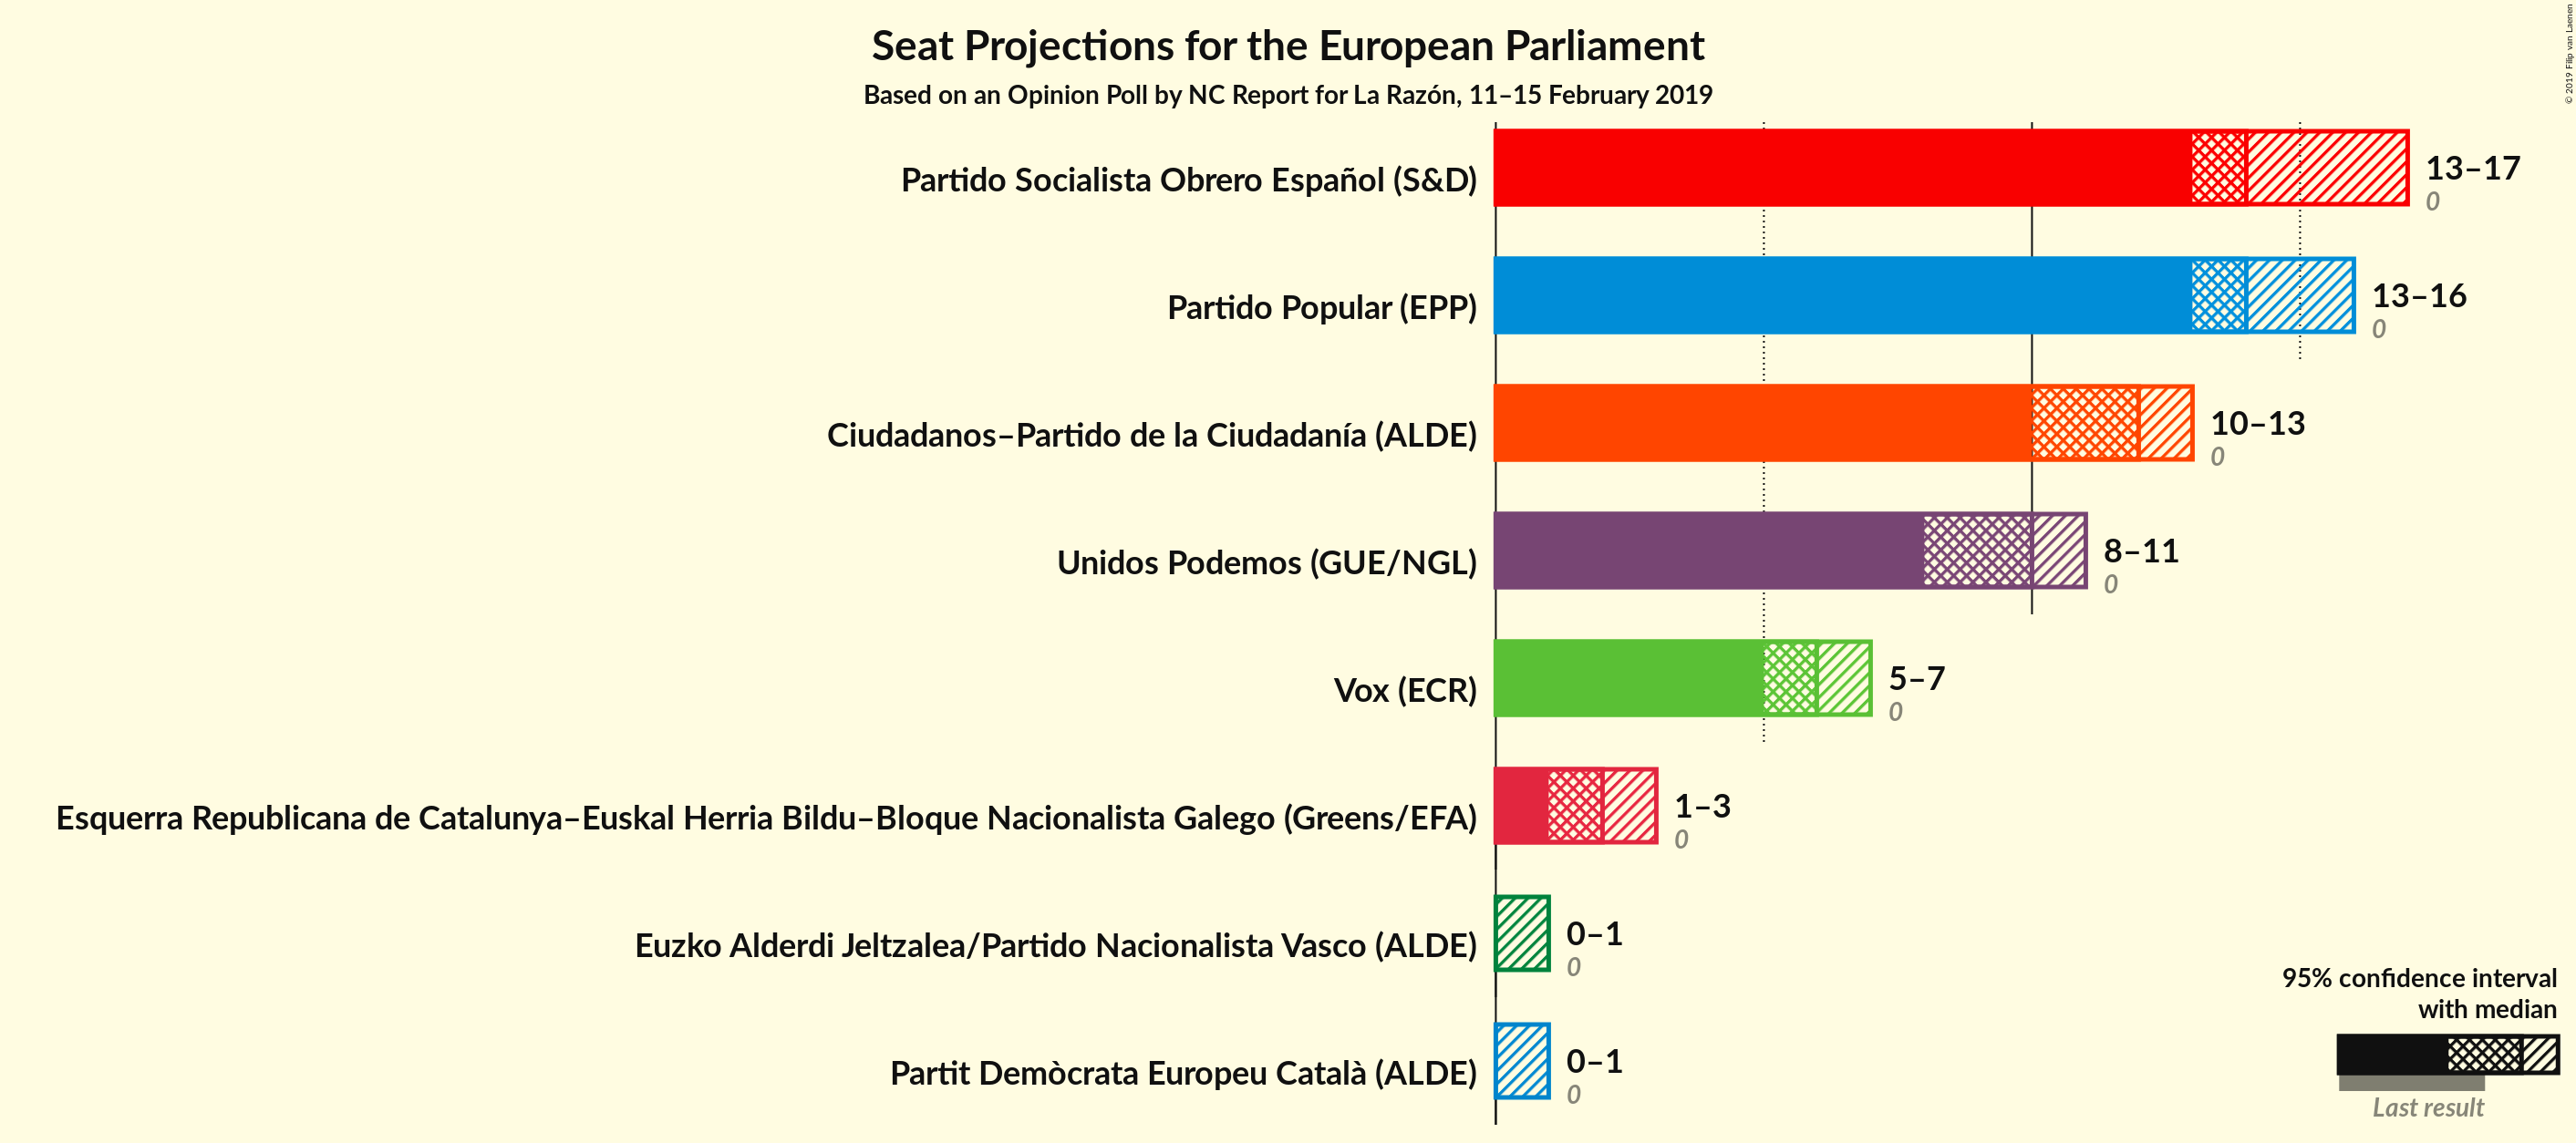 Seat Projections for the European Parliament
Based on an Opinion Poll by NC Report for La Razón, 11–15 February 2019
© 2019 Filip van Laenen
Partido Socialista Obrero Español (S&D)
13–17
0
Partido Popular (EPP)
13–16
0
Ciudadanos–Partido de la Ciudadanía (ALDE)
10–13
0
Unidos Podemos (GUE/NGL)
8–11
0
Vox (ECR)
5–7
0
Esquerra Republicana de Catalunya–Euskal Herria Bildu–Bloque Nacionalista Galego (Greens/EFA)
1–3
0
Euzko Alderdi Jeltzalea/Partido Nacionalista Vasco (ALDE)
0–1
0
Partit Demòcrata Europeu Català (ALDE)
0–1
0
95% confidence interval
with median
Last result